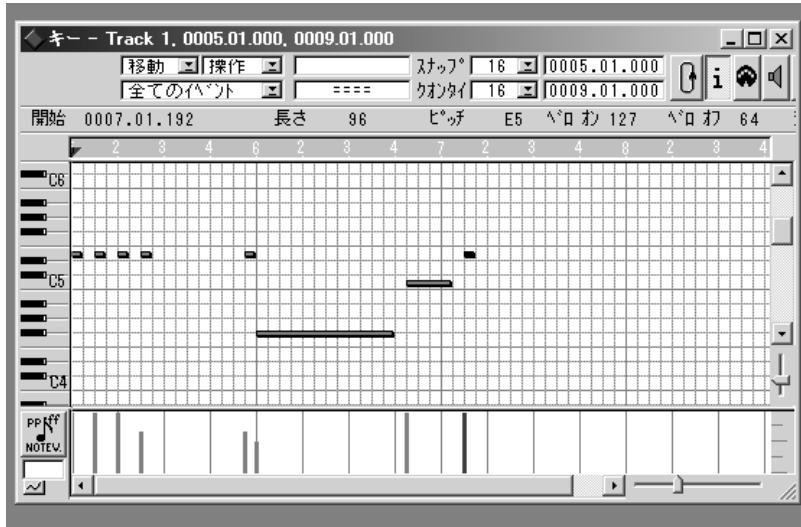 キー - Track 1, 0005.01.000, 0009.01.000
移動 操作 ｽﾅｯﾌﾟ 16 0005.01.000
全てのｲﾍﾞﾝﾄ ==== ｸｵﾝﾀｲ 16 0009.01.000
i
開始 0007.01.192 長さ 96 ﾋﾟｯﾁ E5 ﾍﾞﾛ ｵﾝ 127 ﾍﾞﾛ ｵﾌ 64
2 3 4 6 2 3 4 7 2 3 4 8 2 3 4
C6
C5
C4
PP ff
NOTEV.